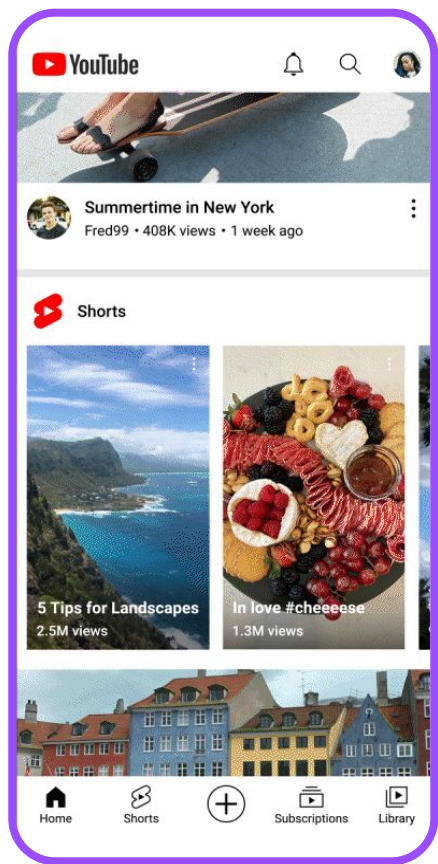 YouTube
Summertime in New York
Fred99 • 408K views • 1 week ago
Shorts
5 Tips for Landscapes
2.5M views
In love #cheeeese
1.3M views
Home
Shorts
Subscriptions
Library